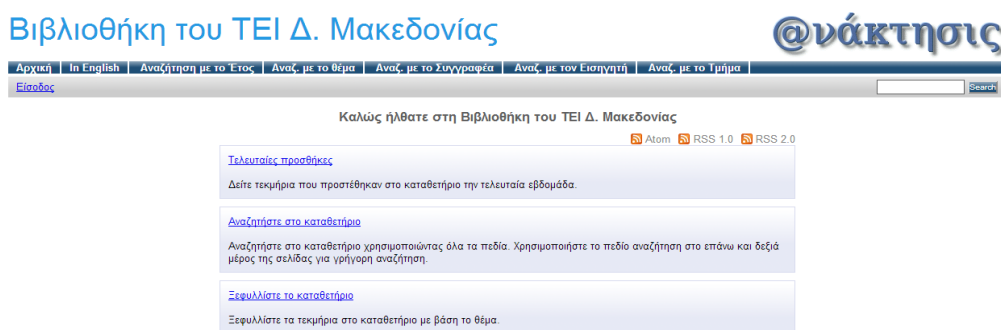 Βιβλιοθήκη του ΤΕΙ Δ. Μακεδονίας
@νάκτησις
Αρχική | In English | Αναζήτηση με το Έτος | Αναζ. με το θέμα | Αναζ. με το Συγγραφέα | Αναζ. με τον Εισηγητή | Αναζ. με το Τμήμα |
Είσοδος
Search
Καλώς ήλθατε στη Βιβλιοθήκη του ΤΕΙ Δ. Μακεδονίας
Atom RSS 1.0 RSS 2.0
Τελευταίες προσθήκες
Δείτε τεκμήρια που προστέθηκαν στο καταθετήριο την τελευταία εβδομάδα.
Αναζητήστε στο καταθετήριο
Αναζητήστε στο καταθετήριο χρησιμοποιώντας όλα τα πεδία. Χρησιμοποιήστε το πεδίο αναζήτηση στο επάνω και δεξιά
μέρος της σελίδας για γρήγορη αναζήτηση.
Ξεφυλλίστε το καταθετήριο
Ξεφυλλίστε τα τεκμήρια στο καταθετήριο με βάση το θέμα.